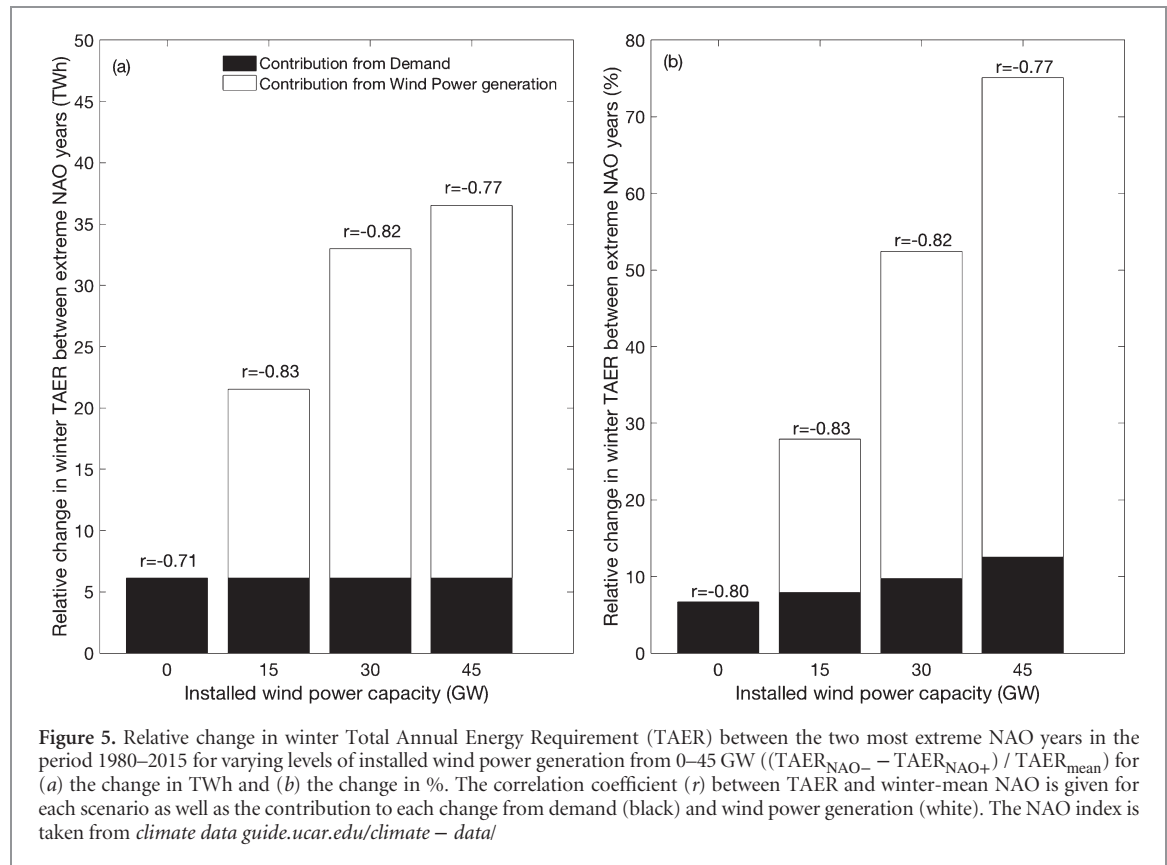 Relative change in winter TAER between extreme NAO years (TWh)
50
45
40
35
30
25
20
15
10
5
0
(a)
Contribution from Demand
Contribution from Wind Power generation
r=-0.71
r=-0.83
r=-0.82
r=-0.77
0 15 30 45
Installed wind power capacity (GW)
Relative change in winter TAER between extreme NAO years (%)
80
70
60
50
40
30
20
10
0
(b)
r=-0.80
r=-0.83
r=-0.82
r=-0.77
0 15 30 45
Installed wind power capacity (GW)
Figure 5. Relative change in winter Total Annual Energy Requirement (TAER) between the two most extreme NAO years in the
period 1980–2015 for varying levels of installed wind power generation from 0–45 GW ((TAER_NAO− − TAER_NAO+) / TAER_mean) for
(a) the change in TWh and (b) the change in %. The correlation coefficient (r) between TAER and winter-mean NAO is given for
each scenario as well as the contribution to each change from demand (black) and wind power generation (white). The NAO index is
taken from climate data guide.ucar.edu/climate − data/